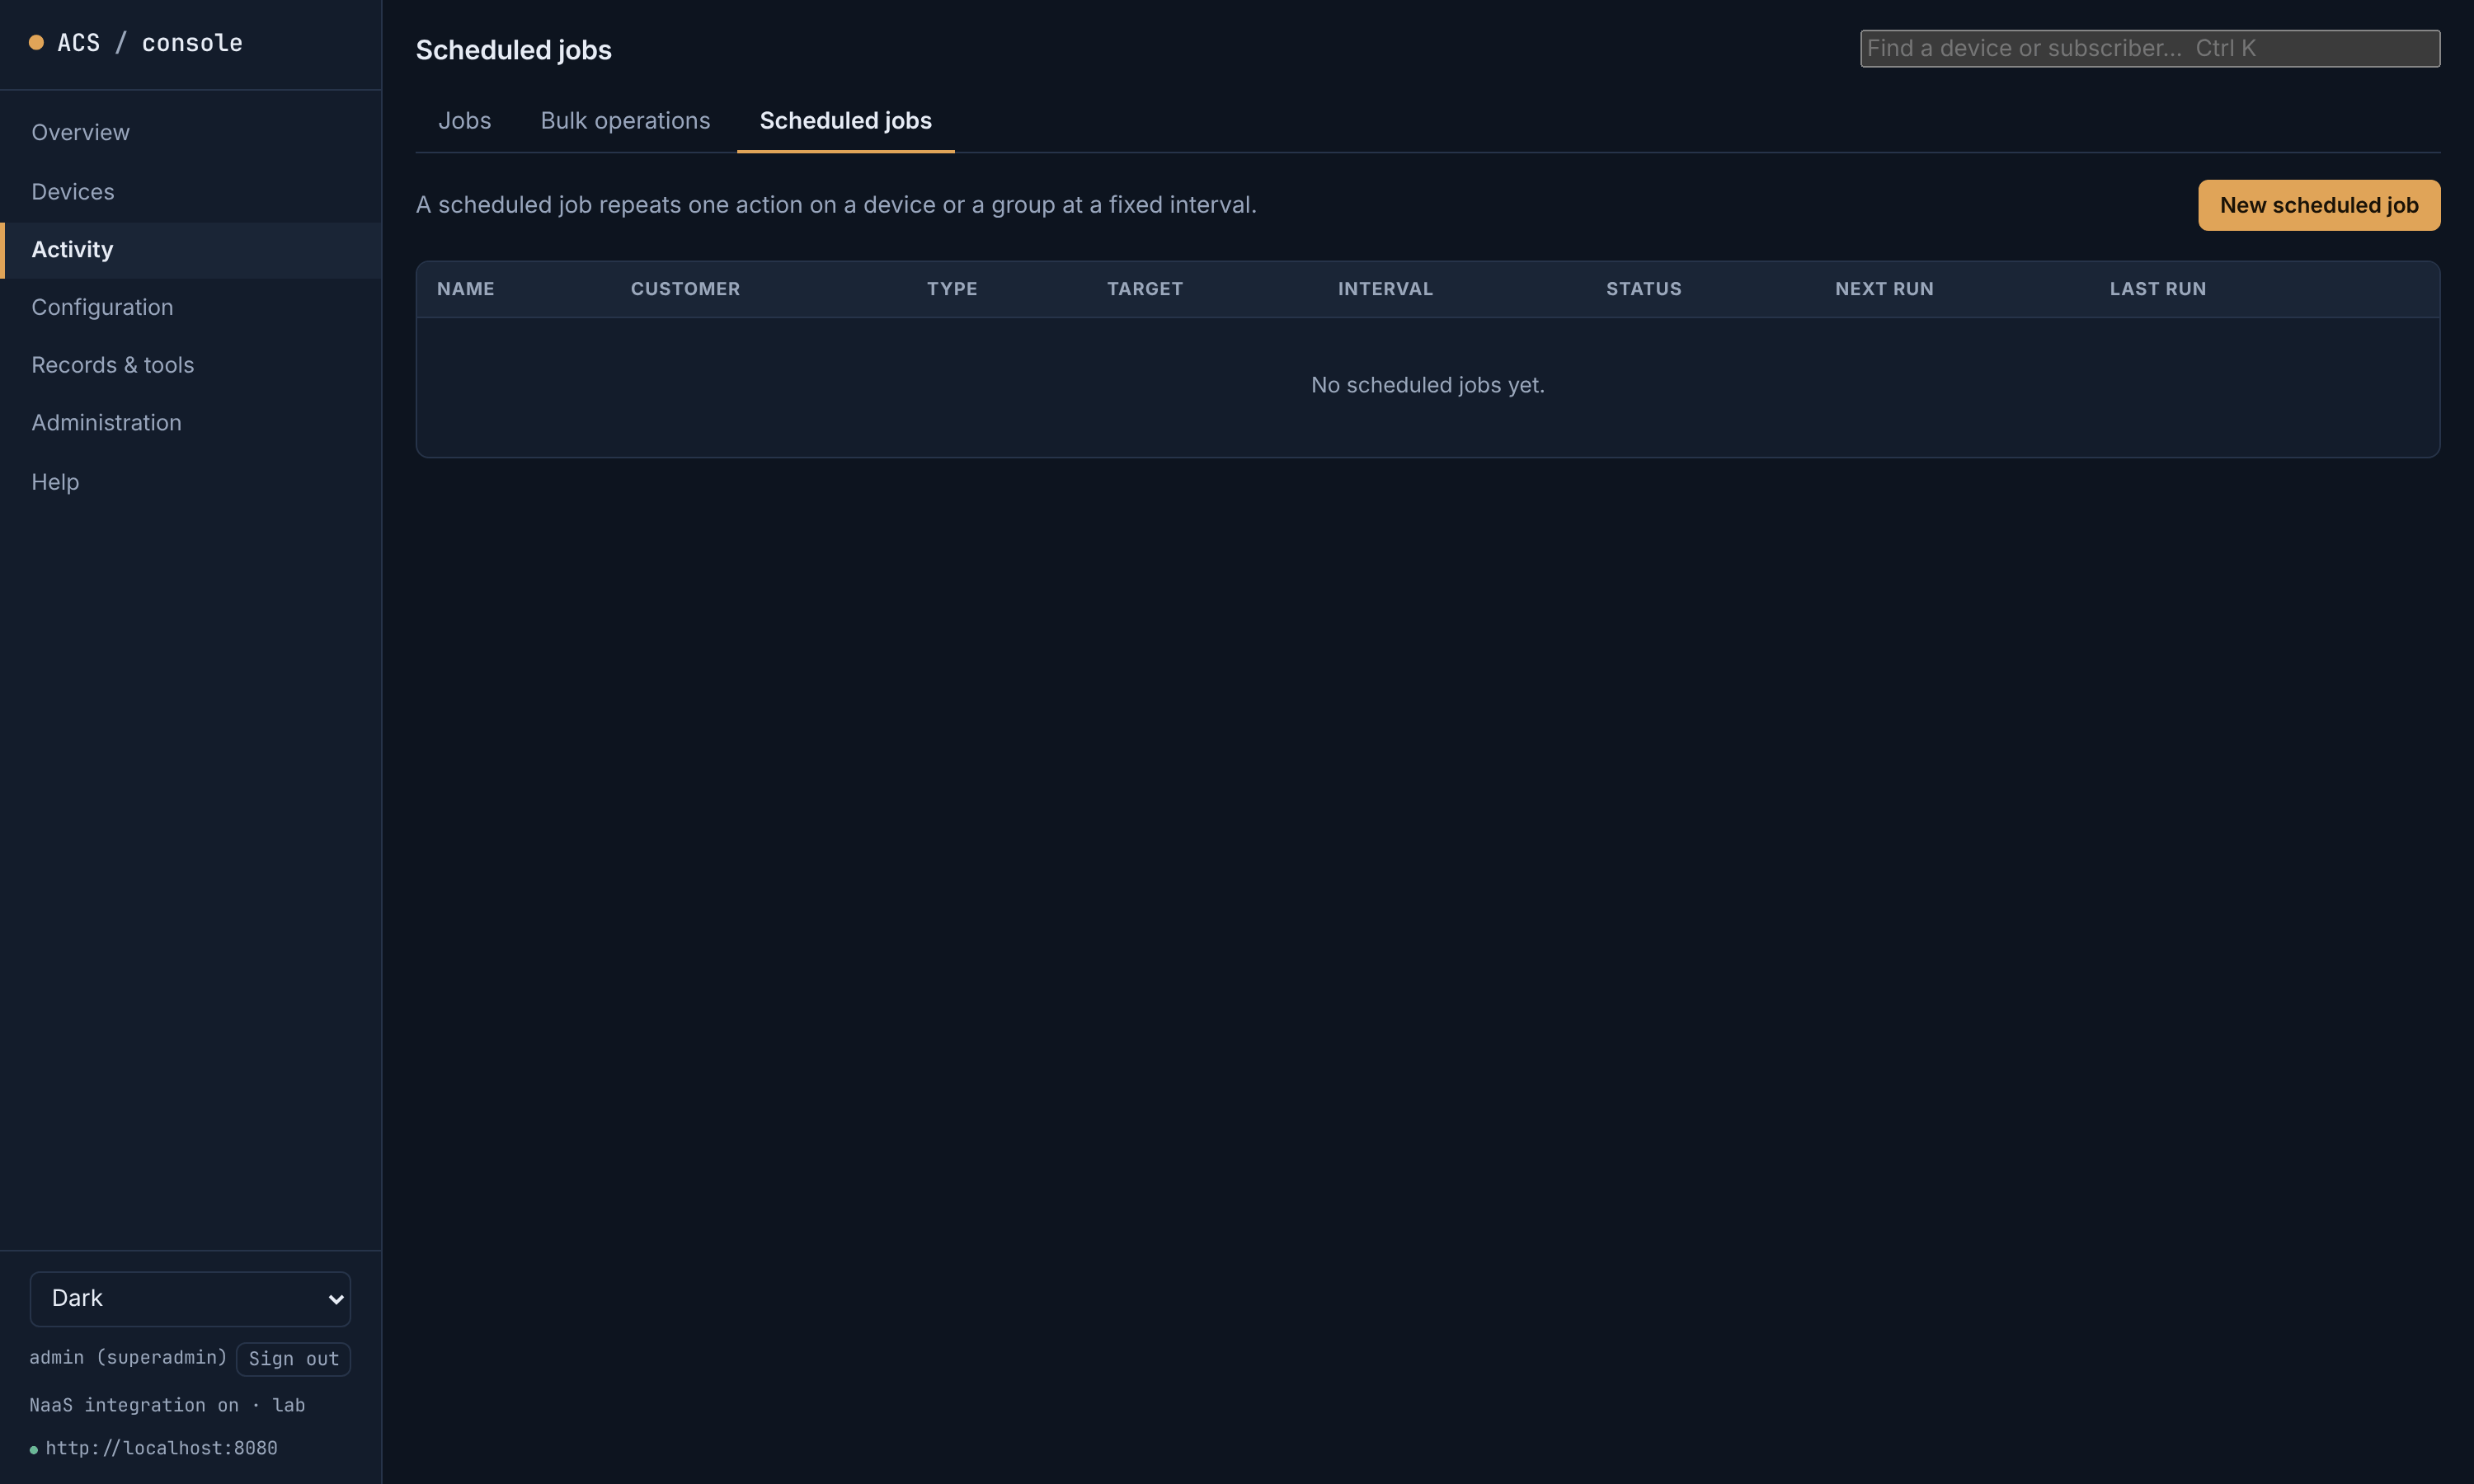 ACS / console
Overview
Devices
Activity
Configuration
Records & tools
Administration
Help
Dark
admin (superadmin) Sign out
NaaS integration on · lab
http://localhost:8080
Scheduled jobs
Find a device or subscriber... Ctrl K
Jobs Bulk operations Scheduled jobs
A scheduled job repeats one action on a device or a group at a fixed interval.
New scheduled job
NAME CUSTOMER TYPE TARGET INTERVAL STATUS NEXT RUN LAST RUN
No scheduled jobs yet.